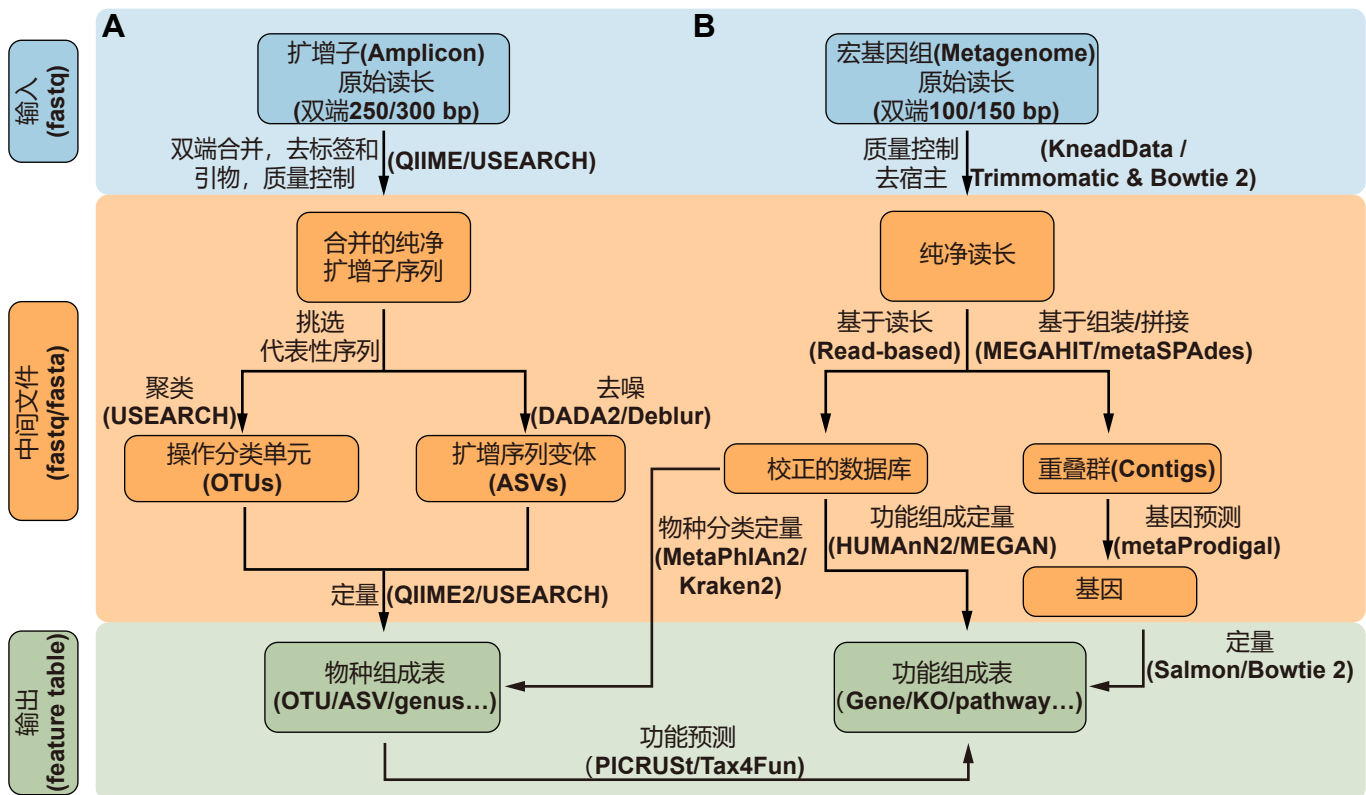 A
B
输入
(fastq)
扩增子(Amplicon)
原始读长
(双端250/300 bp)
宏基因组(Metagenome)
原始读长
(双端100/150 bp)
双端合并，去标签和
引物，质量控制
(QIIME/USEARCH)
质量控制
去宿主
(KneadData /
Trimmomatic & Bowtie 2)
中间文件
(fastq/fasta)
合并的纯净
扩增子序列
纯净读长
挑选
代表性序列
基于读长
(Read-based)
基于组装/拼接
(MEGAHIT/metaSPAdes)
聚类
(USEARCH)
去噪
(DADA2/Deblur)
操作分类单元
(OTUs)
扩增序列变体
(ASVs)
校正的数据库
重叠群(Contigs)
物种分类定量
(MetaPhlAn2/
Kraken2)
功能组成定量
(HUMAnN2/MEGAN)
基因预测
(metaProdigal)
基因
定量(QIIME2/USEARCH)
输出
(feature table)
物种组成表
(OTU/ASV/genus…)
功能组成表
（Gene/KO/pathway…)
定量
(Salmon/Bowtie 2)
功能预测
（PICRUSt/Tax4Fun)